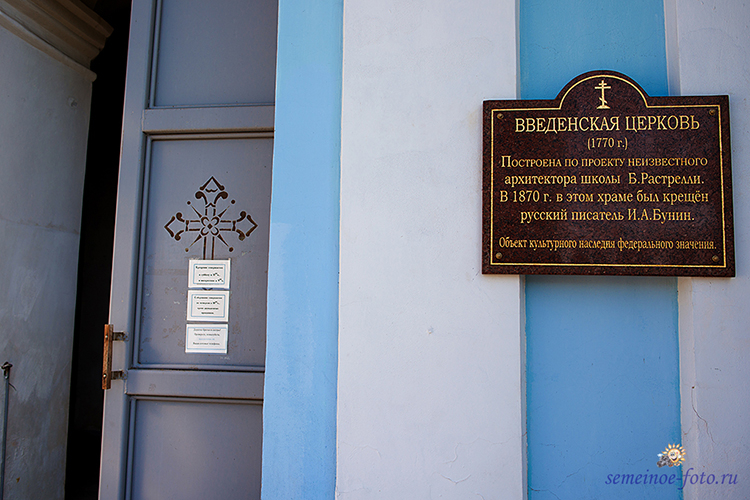 ВВЕДЕНСКАЯ ЦЕРКОВЬ
(1770 г.)
ПОСТРОЕНА ПО ПРОЕКТУ НЕИЗВЕСТНОГО
АРХИТЕКТОРА ШКОЛЫ Б.РАСТРЕЛЛИ.
В 1870 г. В ЭТОМ ХРАМЕ БЫЛ КРЕЩЁН
РУССКИЙ ПИСАТЕЛЬ И.А.БУНИН.
Объект культурного наследия федерального значения.
semeinoe-foto.ru